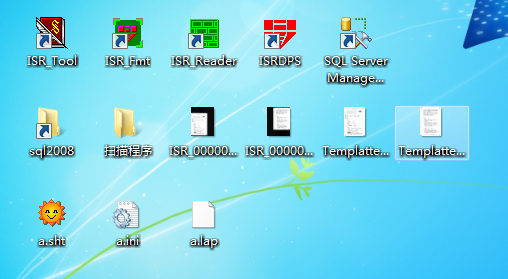 ISR_Tool
ISR_Fmt
ISR_Reader
ISRDPS
SQL Server
Manage...
sql2008
扫描程序
ISR_00000...
ISR_00000...
Templatte...
Templatte...
a.sht
a.ini
a.lap